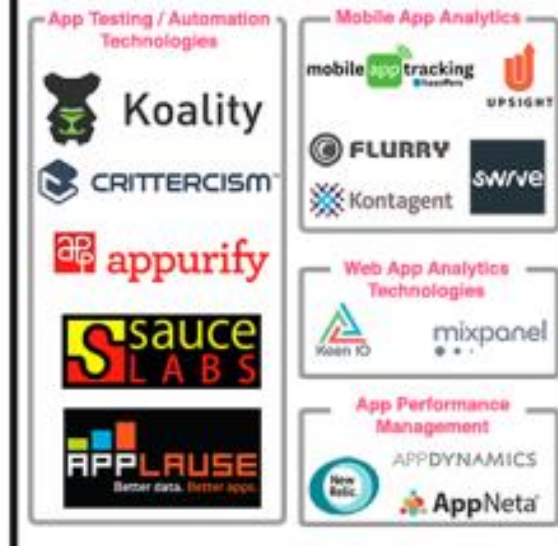 App Testing / Automation
Technologies
Koality
CRITTERCISM
app appurify
sauce
LABS
APPLAUSE
Better data. Better apps.
Mobile App Analytics
mobile app tracking
UPSIGHT
FLURRY
swrve
Kontagent
Web App Analytics
Technologies
Keen IO
mixpanel
App Performance
Management
APPDYNAMICS
New
Relic.
AppNeta